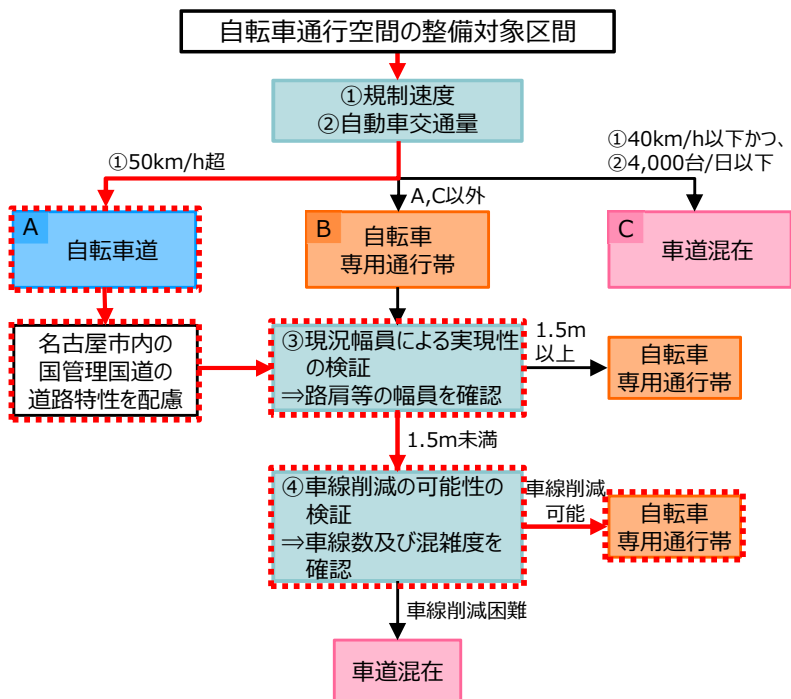 自転車通行空間の整備対象区間
①規制速度
②自動車交通量
①50km/h超
A,C以外
①40km/h以下かつ、
②4,000台/日以下
A
自転車道
B
自転車
専用通行帯
C
車道混在
名古屋市内の
国管理国道の
道路特性を配慮
③現況幅員による実現性
の検証
⇒路肩等の幅員を確認
1.5m
以上
自転車
専用通行帯
1.5m未満
④車線削減の可能性の
検証
⇒車線数及び混雑度を
確認
車線削減
可能
自転車
専用通行帯
車線削減困難
車道混在